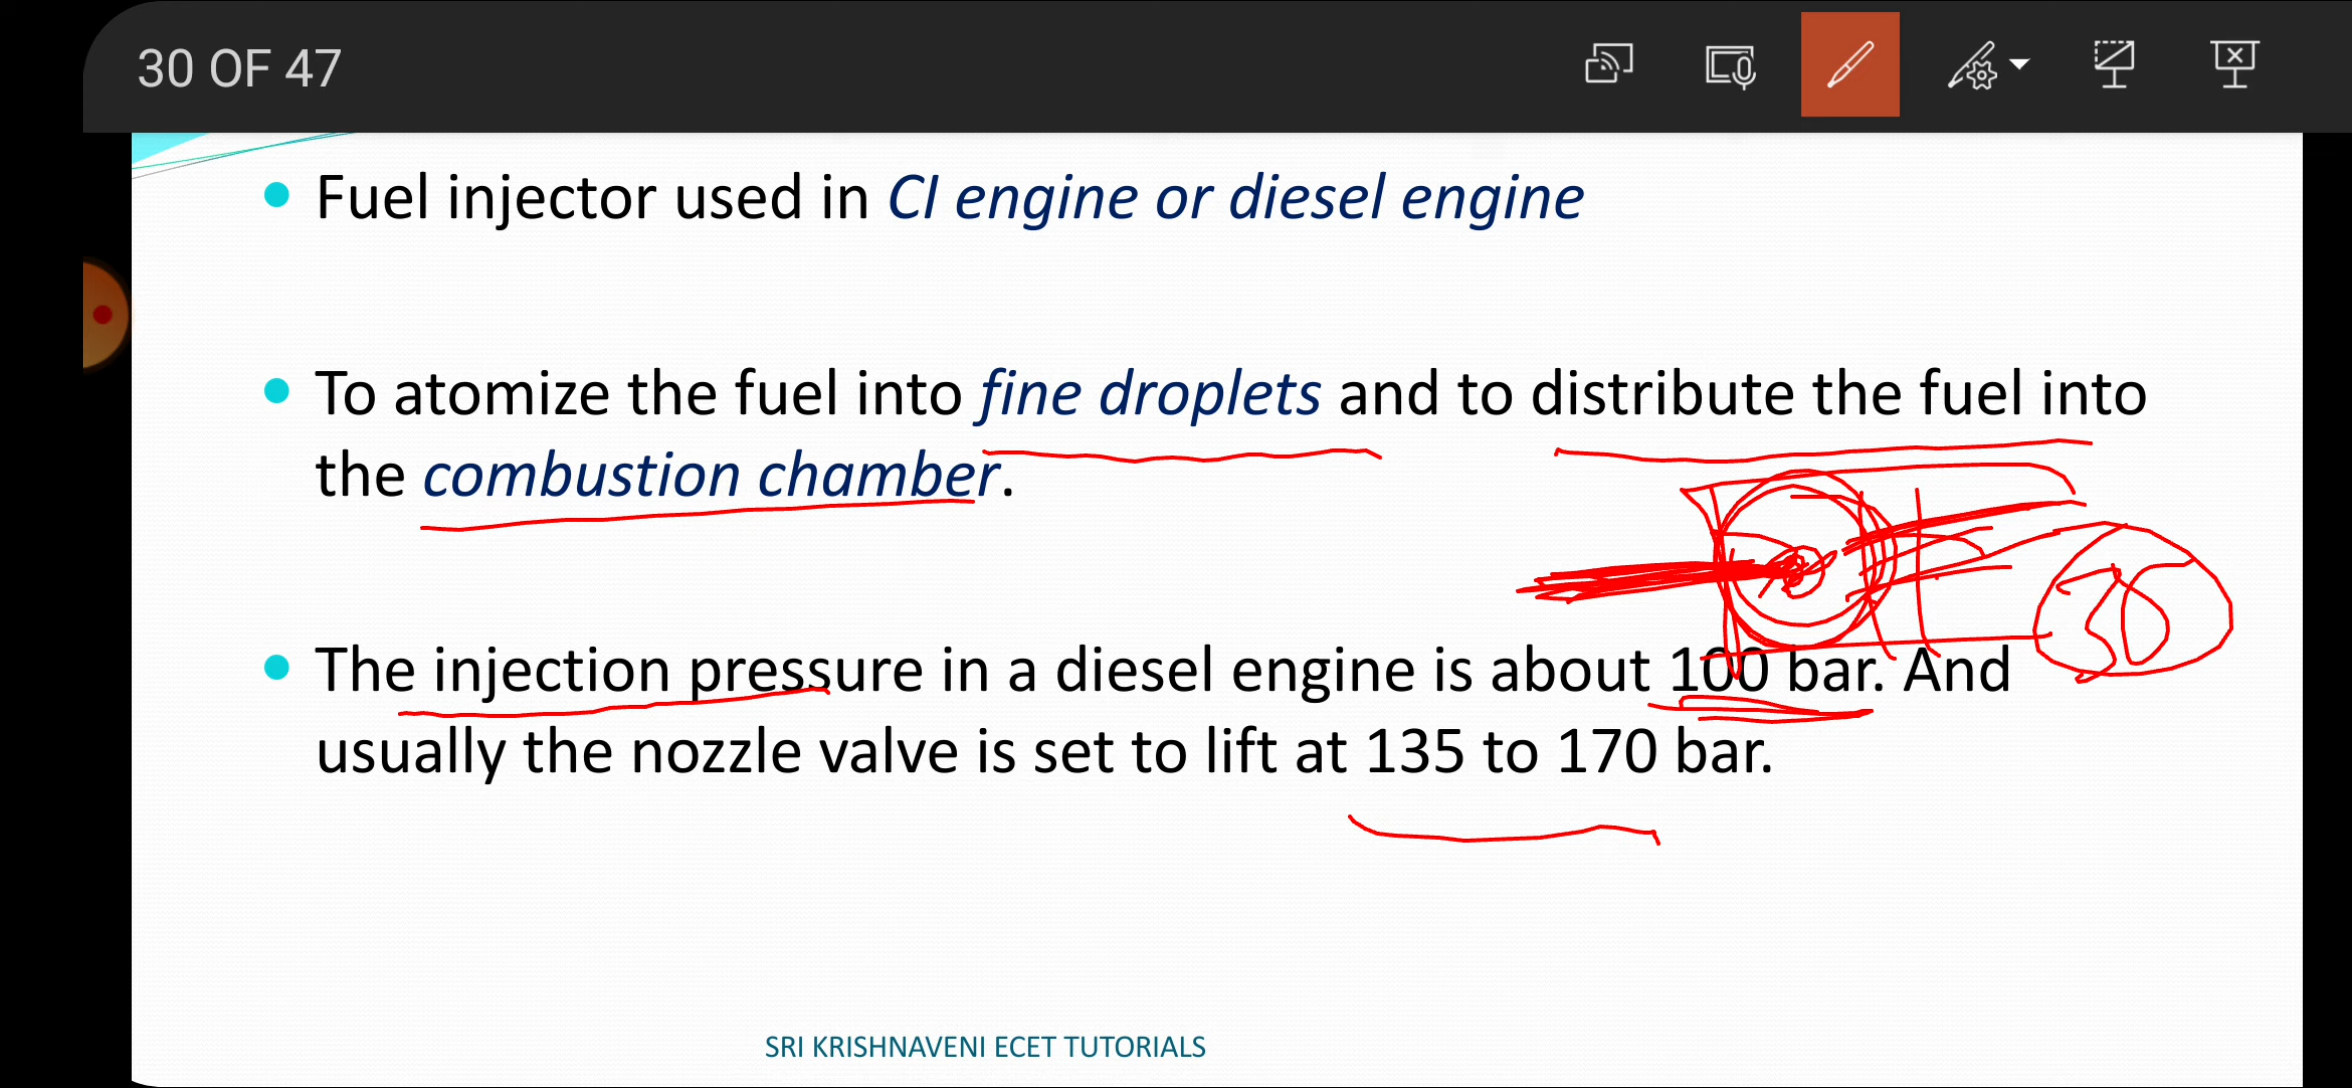 30 OF 47
Fuel injector used in CI engine or diesel engine
To atomize the fuel into fine droplets and to distribute the fuel into
the combustion chamber.
The injection pressure in a diesel engine is about 100 bar. And
usually the nozzle valve is set to lift at 135 to 170 bar.
SRI KRISHNAVENI ECET TUTORIALS